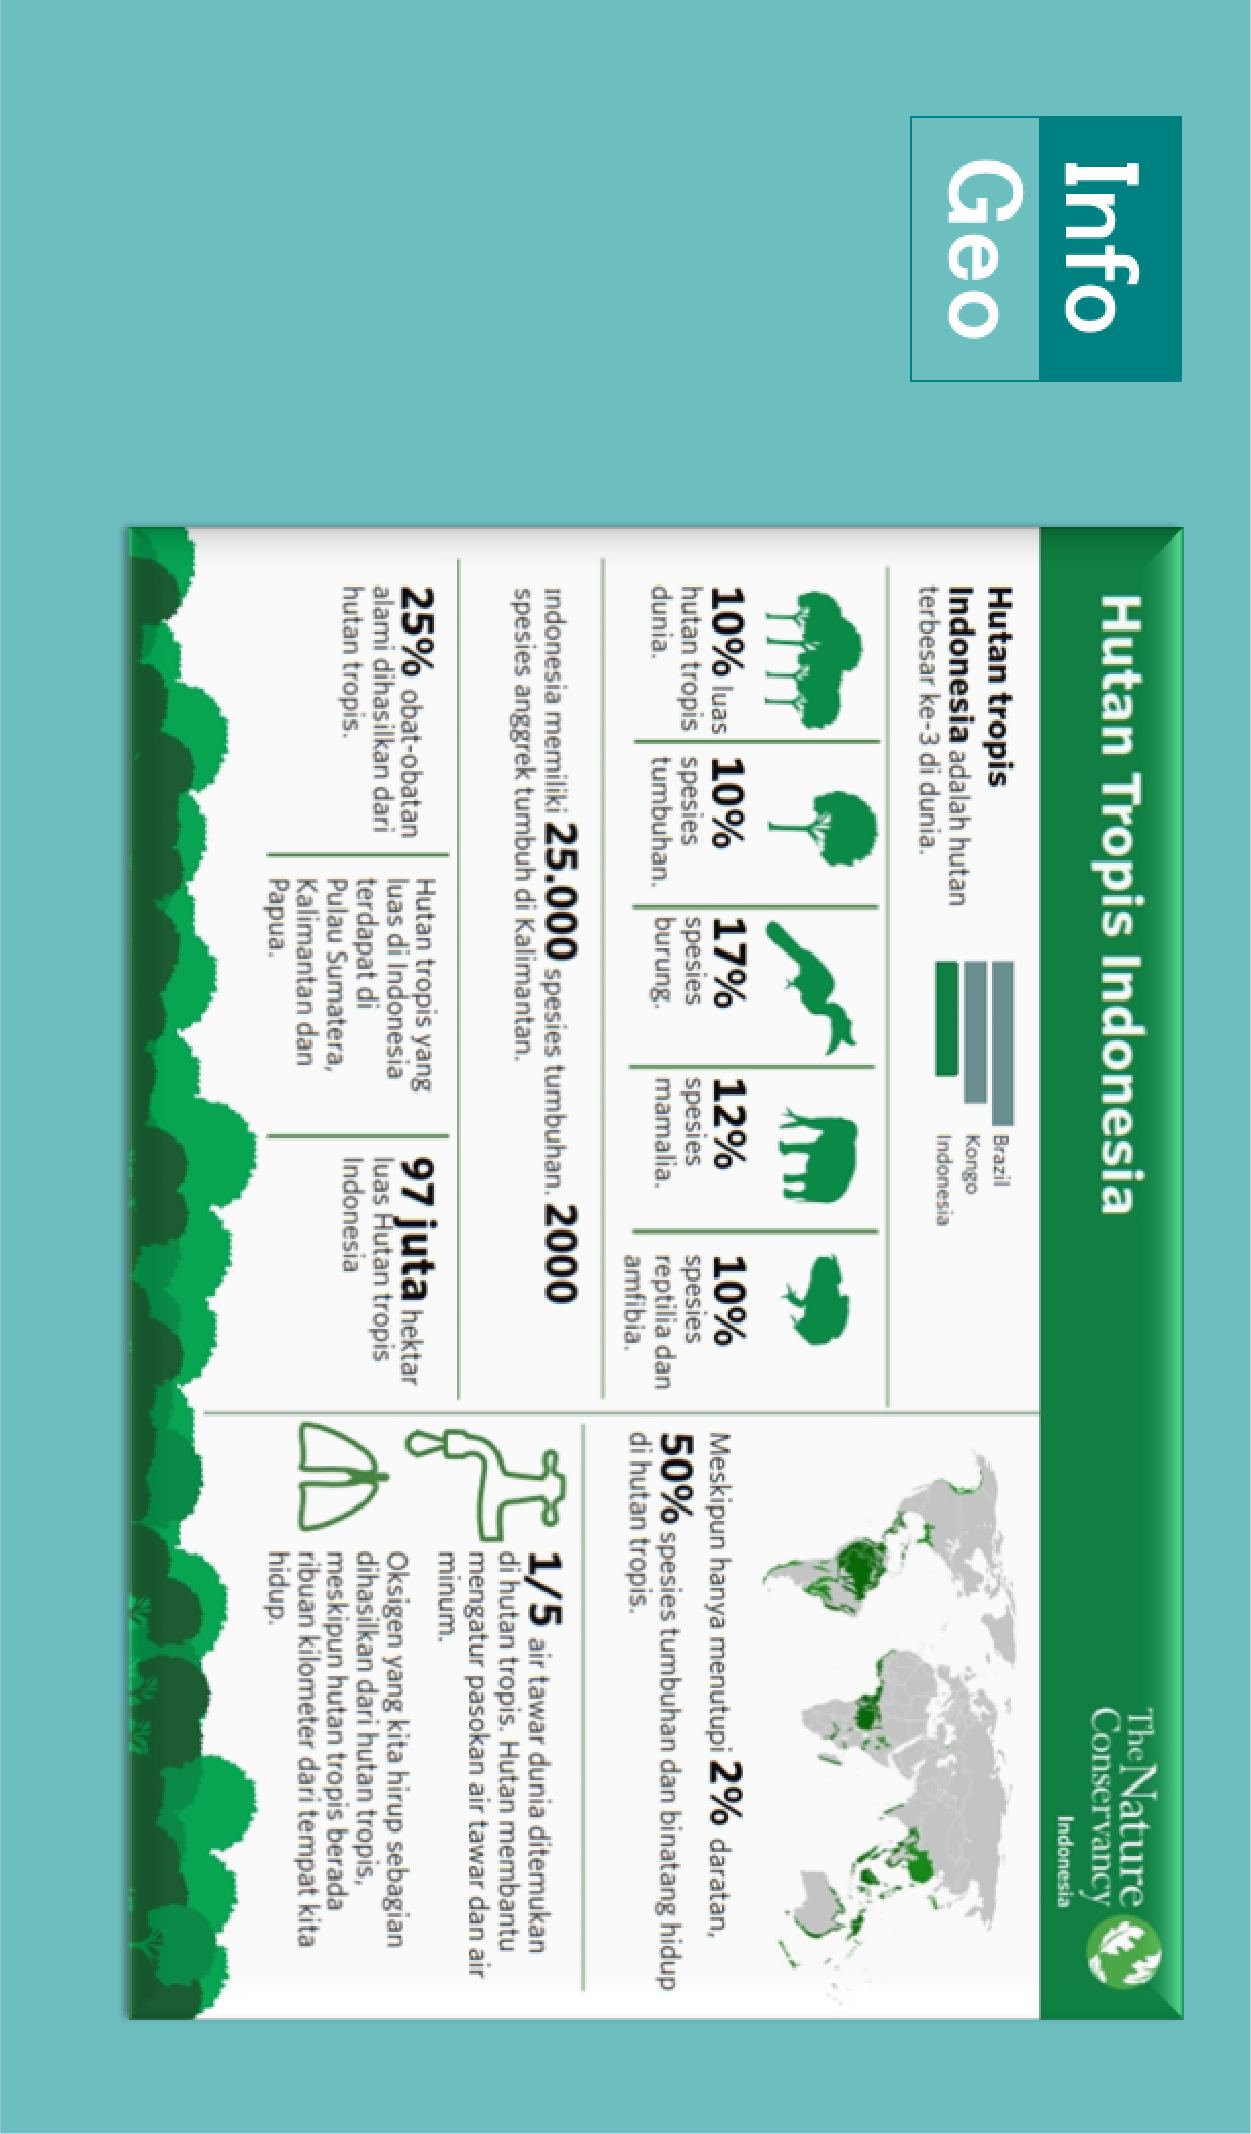 Info
Geo
Hutan Tropis Indonesia
The Nature
Conservancy
Indonesia
Hutan tropis
Indonesia adalah hutan
terbesar ke-3 di dunia.
Brazil
Kongo
Indonesia
10% luas
hutan tropis
dunia.
10%
spesies
tumbuhan.
17%
spesies
burung.
12%
spesies
mamalia.
10%
spesies
reptilia dan
amfibia.
Indonesia memiliki 25.000 spesies tumbuhan. 2000
spesies anggrek tumbuh di Kalimantan.
25% obat-obatan
alami dihasilkan dari
hutan tropis.
Hutan tropis yang
luas di Indonesia
terdapat di
Pulau Sumatera,
Kalimantan dan
Papua.
97 juta hektar
luas Hutan tropis
Indonesia
Meskipun hanya menutupi 2% daratan,
50% spesies tumbuhan dan binatang hidup
di hutan tropis.
1/5 air tawar dunia ditemukan
di hutan tropis. Hutan membantu
mengatur pasokan air tawar dan air
minum.
Oksigen yang kita hirup sebagian
dihasilkan dari hutan tropis,
meskipun hutan tropis berada
ribuan kilometer dari tempat kita
hidup.